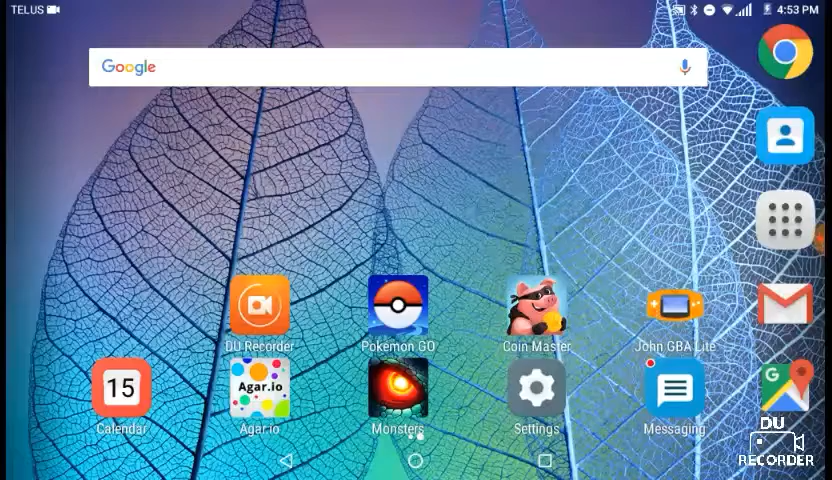 TELUS
4:53 PM
Google
DU Recorder
Pokémon GO
Coin Master
John GBA Lite
15
Agar.io
Calendar
Agar.io
Monsters
Settings
Messaging
G
DU
RECORDER